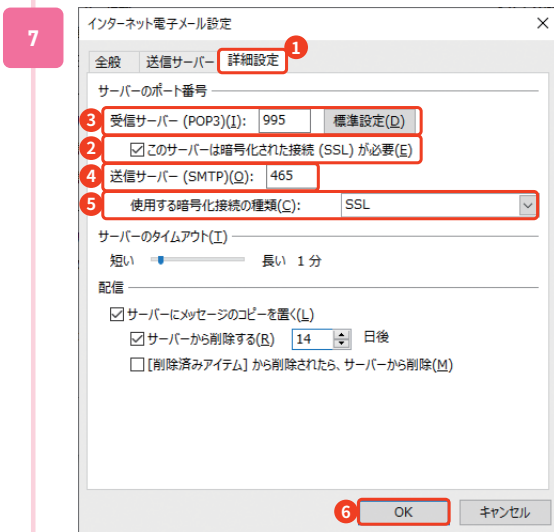 7
インターネット電子メール設定
1
全般 送信サーバー 詳細設定
サーバーのポート番号
3 受信サーバー (POP3)(I): 995 標準設定(D)
2 このサーバーは暗号化された接続 (SSL) が必要(E)
4 送信サーバー (SMTP)(O): 465
5 使用する暗号化接続の種類(C): SSL
サーバーのタイムアウト(T)
短い 長い 1 分
配信
サーバーにメッセージのコピーを置く(L)
サーバーから削除する(R) 14 日後
[削除済みアイテム] から削除されたら、サーバーから削除(M)
6 OK キャンセル